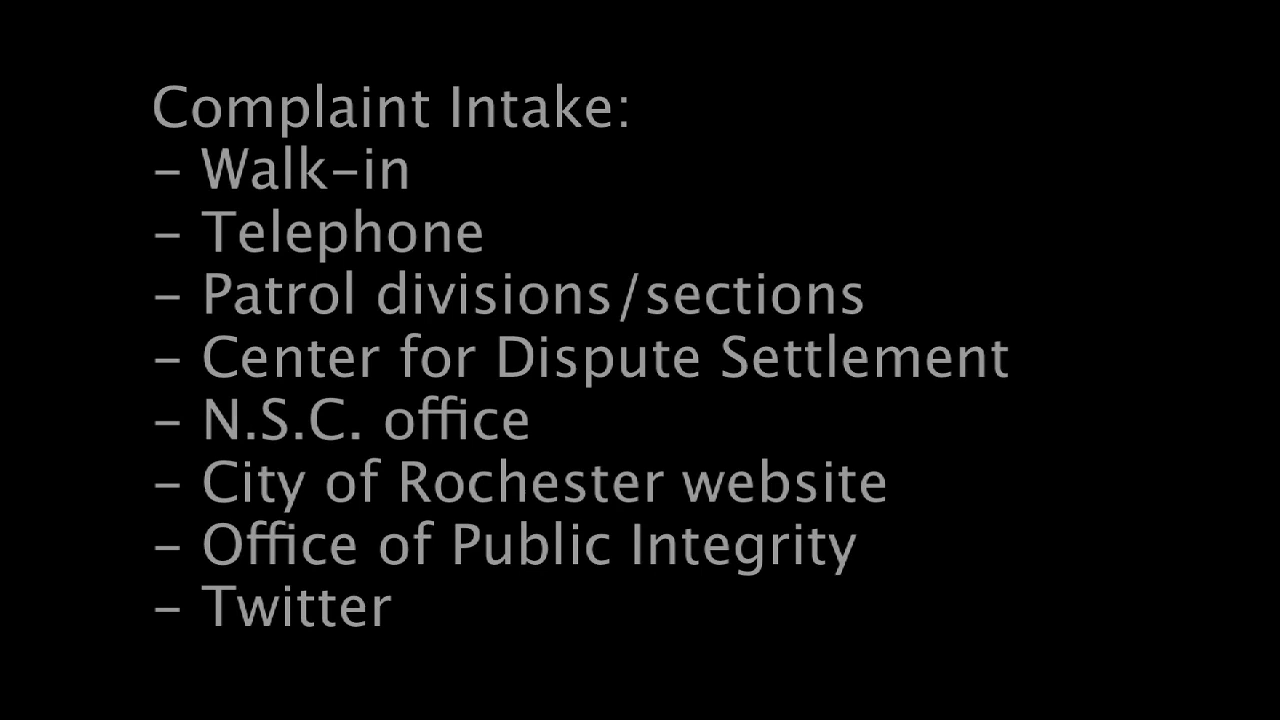 Complaint Intake:
- Walk-in
- Telephone
- Patrol divisions/sections
- Center for Dispute Settlement
- N.S.C. office
- City of Rochester website
- Office of Public Integrity
- Twitter